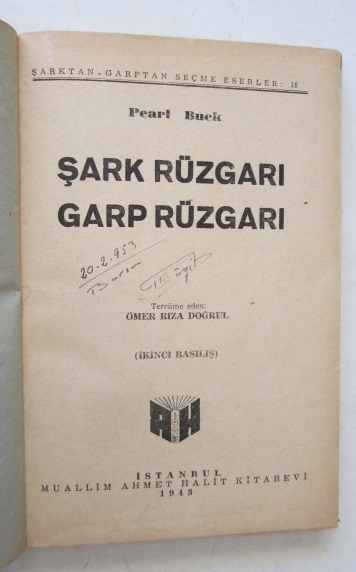 ŞARKTAN-GARPTAN SEÇME ESERLER: 16
Pearl Buck
ŞARK RÜZGARI
GARP RÜZGARI
20.2.953
Bursa
Tercüme eden:
ÖMER RIZA DOĞRUL
(İKİNCİ BASILIŞ)
A H
İSTANBUL
MUALLİM AHMET HALİT KİTABEVİ
1943